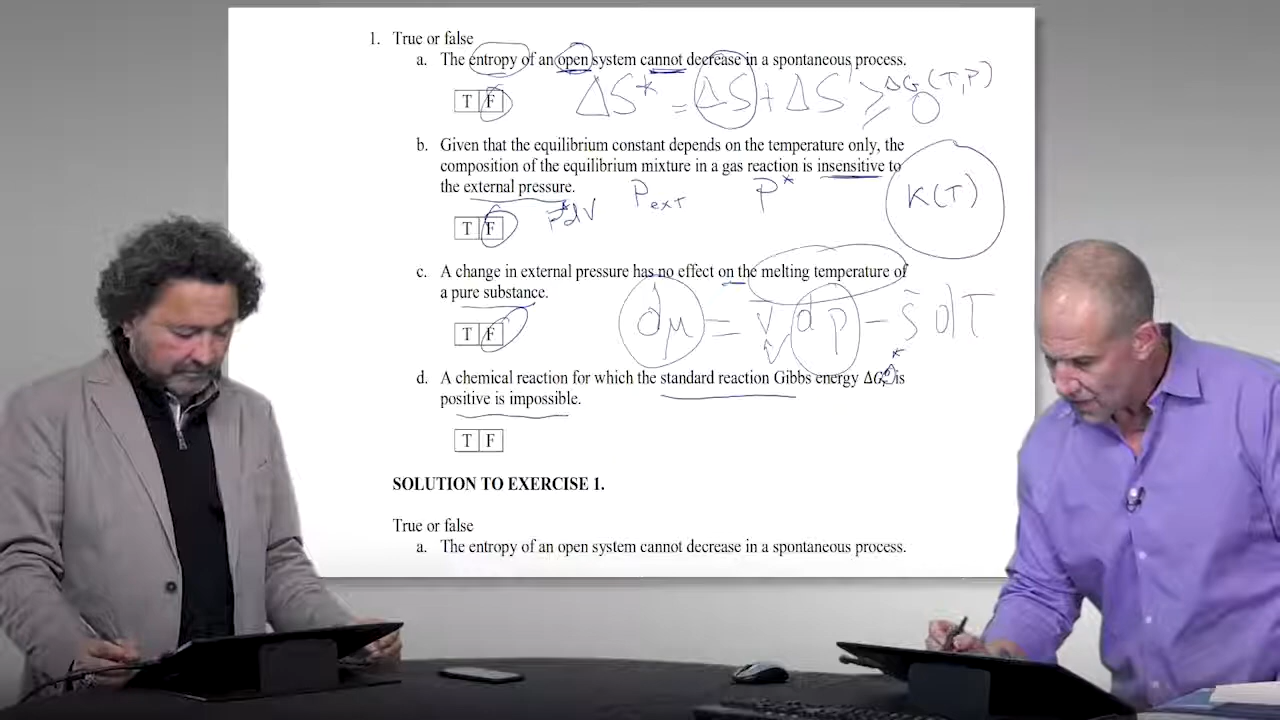 1. True or false
a. The entropy of an open system cannot decrease in a spontaneous process.
T F
ΔS* = ΔS + ΔS' ≥ 0
ΔG (T, P)
b. Given that the equilibrium constant depends on the temperature only, the
composition of the equilibrium mixture in a gas reaction is insensitive to
the external pressure.
P EXT P*
K(T)
T F
dV
c. A change in external pressure has no effect on the melting temperature of
a pure substance.
dμ = V dP - S dT
T F
d. A chemical reaction for which the standard reaction Gibbs energy ΔG is
positive is impossible.
T F
SOLUTION TO EXERCISE 1.
True or false
a. The entropy of an open system cannot decrease in a spontaneous process.